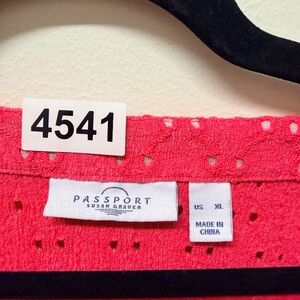 4541
PASSPORT
SUSAN GRAVER
US XL
MADE IN
CHINA